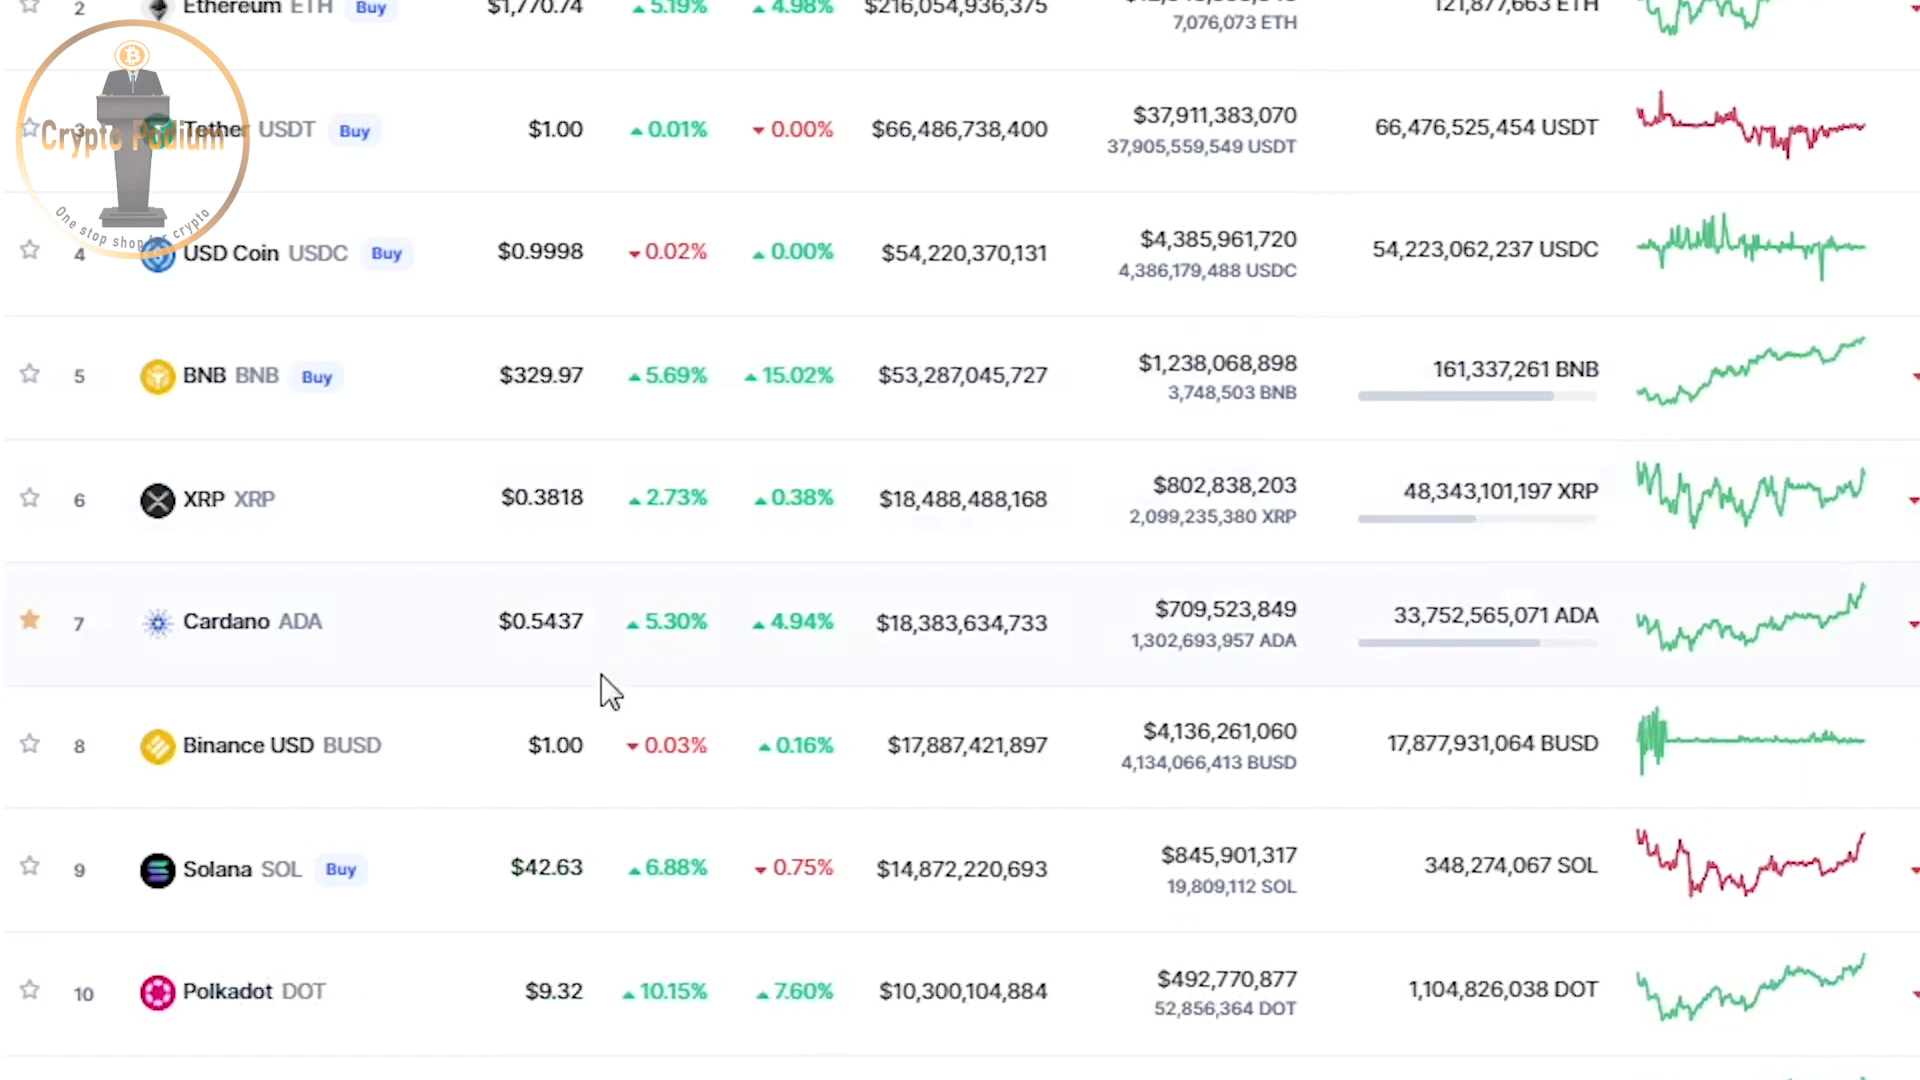 2 Ethereum ETH Buy $1,770.74 5.19% 4.98% $216,054,936,375 121,877,663 ETH
7,076,073 ETH
3 Tether USDT Buy $1.00 0.01% 0.00% $66,486,738,400 $37,911,383,070 66,476,525,454 USDT
37,905,559,549 USDT
Crypto Podium
One stop shop for crypto
4 USD Coin USDC Buy $0.9998 0.02% 0.00% $54,220,370,131 $4,385,961,720 54,223,062,237 USDC
4,386,179,488 USDC
5 BNB BNB Buy $329.97 5.69% 15.02% $53,287,045,727 $1,238,068,898 161,337,261 BNB
3,748,503 BNB
6 XRP XRP $0.3818 2.73% 0.38% $18,488,488,168 $802,838,203 48,343,101,197 XRP
2,099,235,380 XRP
7 Cardano ADA $0.5437 5.30% 4.94% $18,383,634,733 $709,523,849 33,752,565,071 ADA
1,302,693,957 ADA
8 Binance USD BUSD $1.00 0.03% 0.16% $17,887,421,897 $4,136,261,060 17,877,931,064 BUSD
4,134,066,413 BUSD
9 Solana SOL Buy $42.63 6.88% 0.75% $14,872,220,693 $845,901,317 348,274,067 SOL
19,809,112 SOL
10 Polkadot DOT $9.32 10.15% 7.60% $10,300,104,884 $492,770,877 1,104,826,038 DOT
52,856,364 DOT